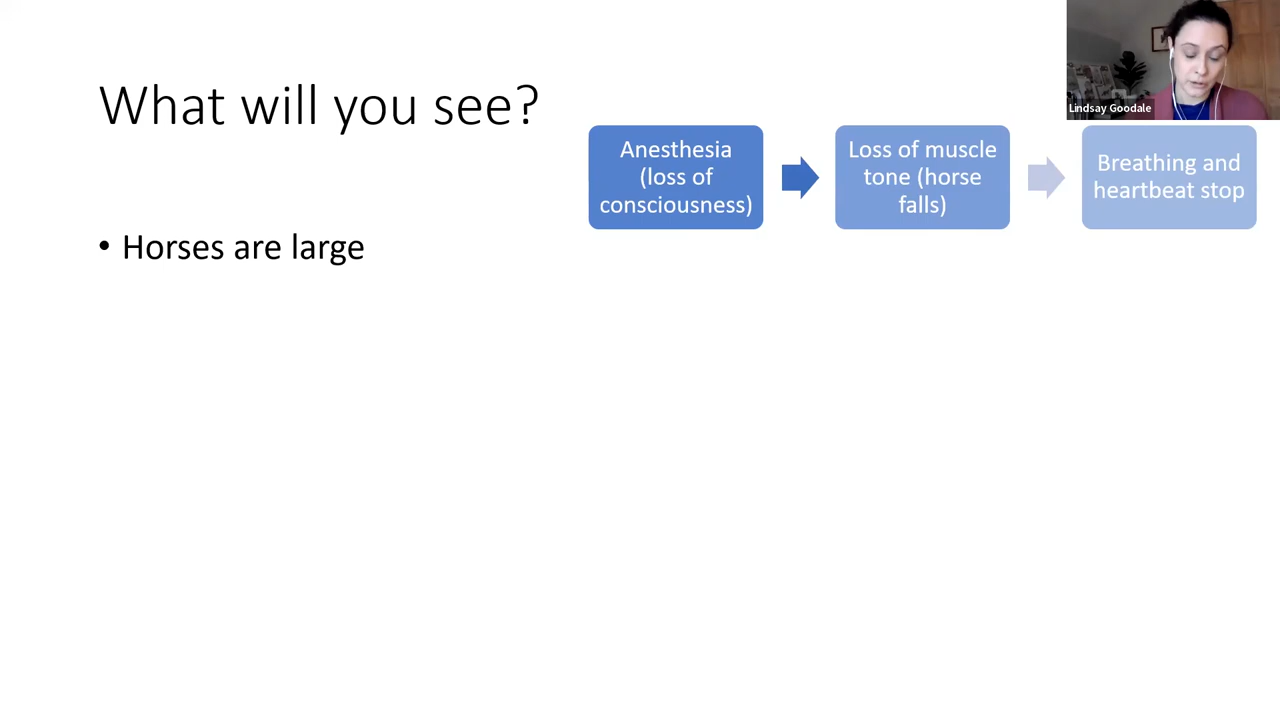 What will you see?
Lindsay Goodale
Anesthesia
(loss of
consciousness)
Loss of muscle
tone (horse
falls)
Breathing and
heartbeat stop
• Horses are large